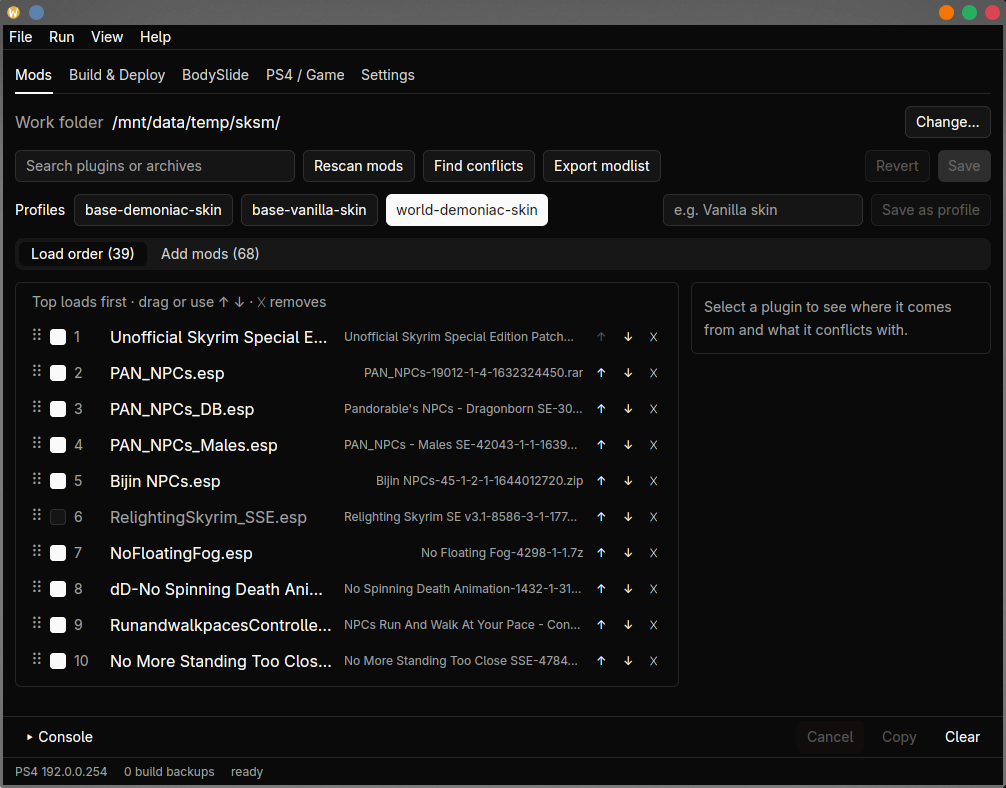 File Run View Help
Mods Build & Deploy BodySlide PS4 / Game Settings
Work folder /mnt/data/temp/sksm/ Change...
Search plugins or archives Rescan mods Find conflicts Export modlist Revert Save
Profiles base-demoniac-skin base-vanilla-skin world-demoniac-skin e.g. Vanilla skin Save as profile
Load order (39) Add mods (68)
Top loads first · drag or use ↑ ↓ · X removes
1 Unofficial Skyrim Special E... Unofficial Skyrim Special Edition Patch... ↑ ↓ X
2 PAN_NPCs.esp PAN_NPCs-19012-1-4-1632324450.rar ↑ ↓ X
3 PAN_NPCs_DB.esp Pandorable's NPCs - Dragonborn SE-30... ↑ ↓ X
4 PAN_NPCs_Males.esp PAN_NPCs - Males SE-42043-1-1-1639... ↑ ↓ X
5 Bijin NPCs.esp Bijin NPCs-45-1-2-1-1644012720.zip ↑ ↓ X
6 RelightingSkyrim_SSE.esp Relighting Skyrim SE v3.1-8586-3-1-177... ↑ ↓ X
7 NoFloatingFog.esp No Floating Fog-4298-1-1.7z ↑ ↓ X
8 dD-No Spinning Death Ani... No Spinning Death Animation-1432-1-31... ↑ ↓ X
9 RunandwalkpacesControlle... NPCs Run And Walk At Your Pace - Con... ↑ ↓ X
10 No More Standing Too Clos... No More Standing Too Close SSE-4784... ↑ ↓ X
Select a plugin to see where it comes
from and what it conflicts with.
▸ Console Cancel Copy Clear
PS4 192.0.0.254 0 build backups ready